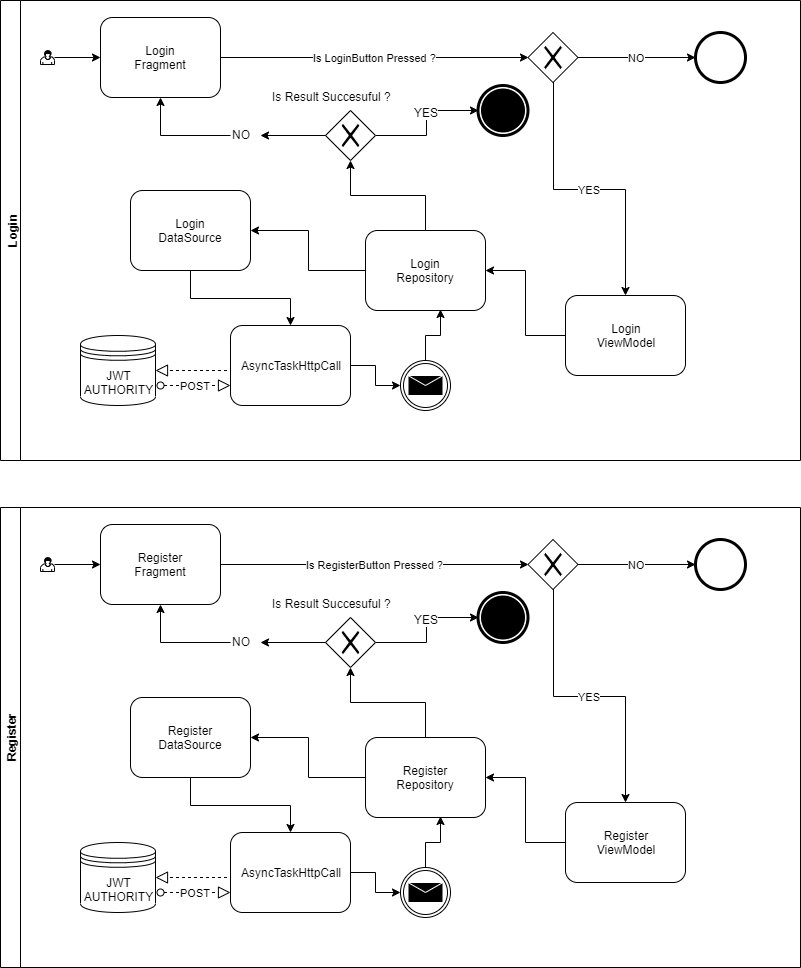 Login
Login
Fragment
Is LoginButton Pressed ?
NO
Is Result Succesuful ?
YES
NO
YES
Login
DataSource
Login
Repository
Login
ViewModel
AsyncTaskHttpCall
JWT
AUTHORITY
POST
Register
Register
Fragment
Is RegisterButton Pressed ?
NO
Is Result Succesuful ?
YES
NO
YES
Register
DataSource
Register
Repository
Register
ViewModel
AsyncTaskHttpCall
JWT
AUTHORITY
POST